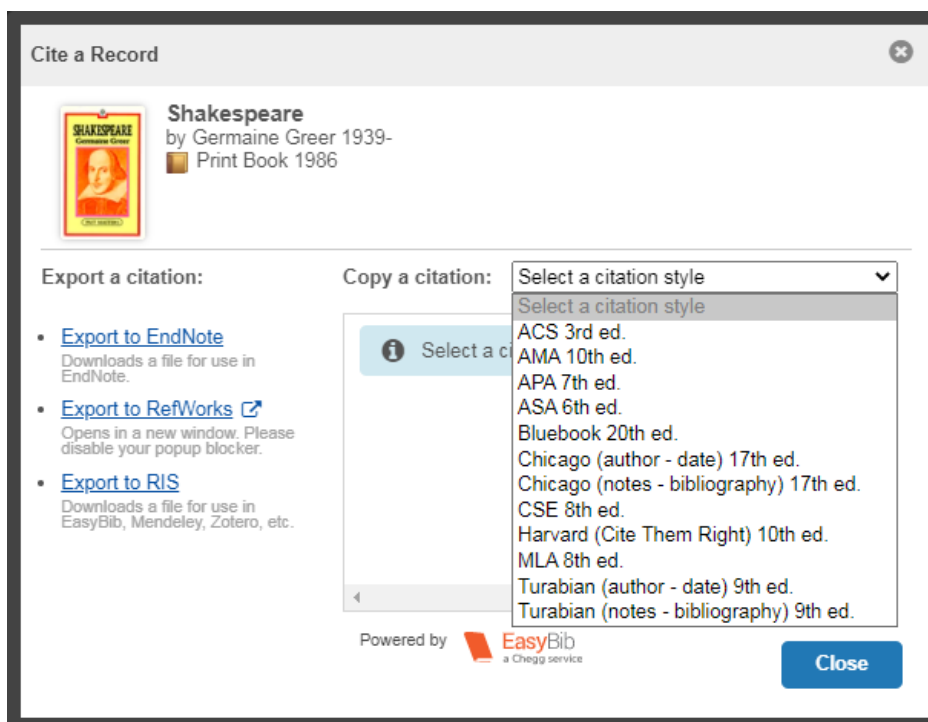 Cite a Record
SHAKESPEARE
Germaine Greer
Shakespeare
by Germaine Greer 1939-
Print Book 1986
Export a citation:
Export to EndNote
Downloads a file for use in
EndNote.
Export to RefWorks
Opens in a new window. Please
disable your popup blocker.
Export to RIS
Downloads a file for use in
EasyBib, Mendeley, Zotero, etc.
Copy a citation:
Select a citation style
Select a citation style
ACS 3rd ed.
AMA 10th ed.
APA 7th ed.
ASA 6th ed.
Bluebook 20th ed.
Chicago (author - date) 17th ed.
Chicago (notes - bibliography) 17th ed.
CSE 8th ed.
Harvard (Cite Them Right) 10th ed.
MLA 8th ed.
Turabian (author - date) 9th ed.
Turabian (notes - bibliography) 9th ed.
Select a ci
Powered by
EasyBib
a Chegg service
Close